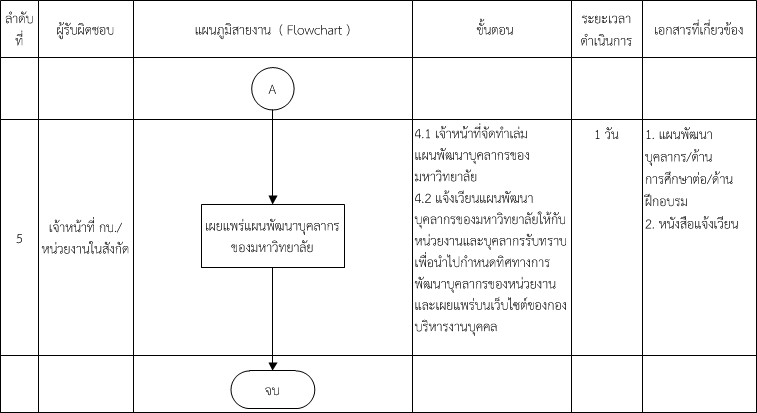 ลำดับ
ที่
ผู้รับผิดชอบ
แผนภูมิสายงาน ( Flowchart )
ขั้นตอน
ระยะเวลา
ดำเนินการ
เอกสารที่เกี่ยวข้อง
A
5
เจ้าหน้าที่ กบ./
หน่วยงานในสังกัด
เผยแพร่แผนพัฒนาบุคลากร
ของมหาวิทยาลัย
4.1 เจ้าหน้าที่จัดทำเล่ม
แผนพัฒนาบุคลากรของ
มหาวิทยาลัย
4.2 แจ้งเวียนแผนพัฒนา
บุคลากรของมหาวิทยาลัยให้กับ
หน่วยงานและบุคลากรรับทราบ
เพื่อนำไปกำหนดทิศทางการ
พัฒนาบุคลากรของหน่วยงาน
และเผยแพร่บนเว็บไซต์ของกอง
บริหารงานบุคคล
1 วัน
1. แผนพัฒนา
บุคลากร/ด้าน
การศึกษาต่อ/ด้าน
ฝึกอบรม
2. หนังสือแจ้งเวียน
จบ